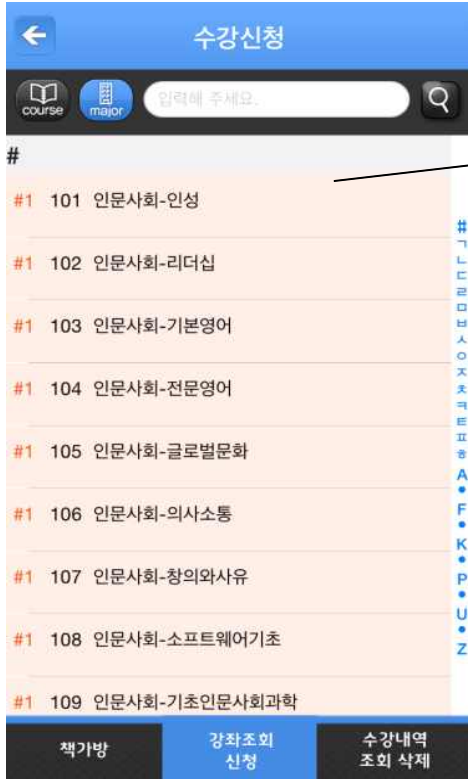 수강신청
course
major
입력해 주세요.
#
#1 101 인문사회-인성
#1 102 인문사회-리더십
#1 103 인문사회-기본영어
#1 104 인문사회-전문영어
#1 105 인문사회-글로벌문화
#1 106 인문사회-의사소통
#1 107 인문사회-창의와사유
#1 108 인문사회-소프트웨어기초
#1 109 인문사회-기초인문사회과학
#
ㄱ
ㄴ
ㄷ
ㄹ
ㅁ
ㅂ
ㅅ
ㅇ
ㅈ
ㅊ
ㅋ
ㅌ
ㅍ
ㅎ
A
•
F
•
K
•
P
•
U
•
Z
책가방
강좌조회
신청
수강내역
조회 삭제